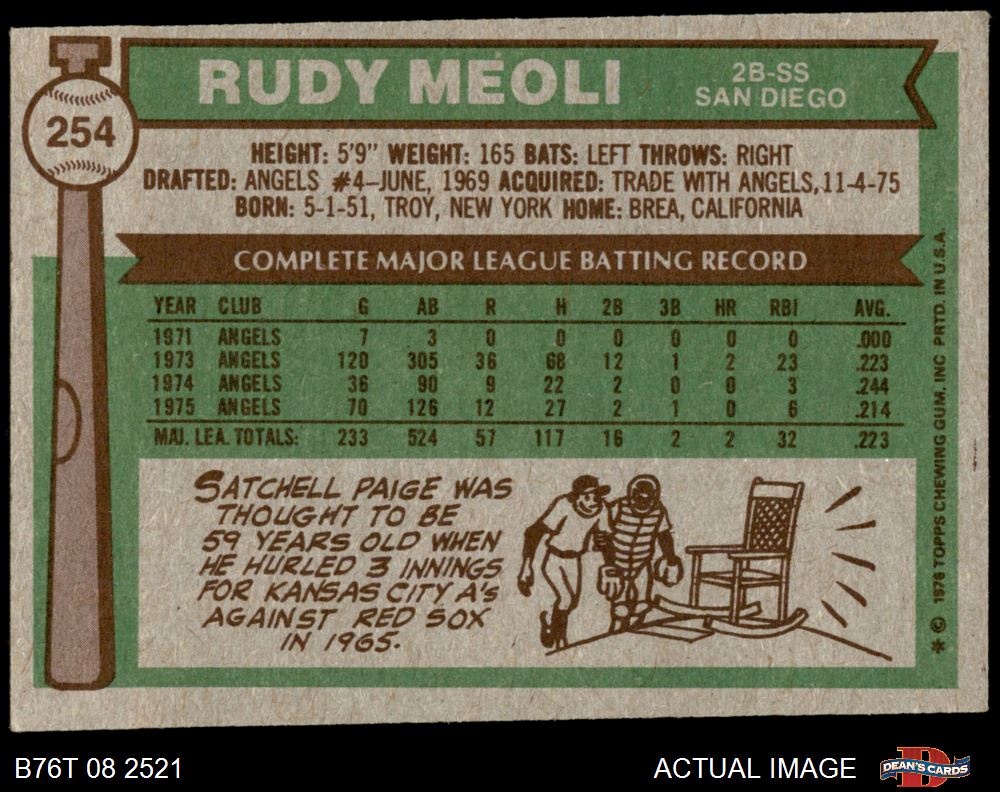 RUDY MEOLI
2B-SS
SAN DIEGO
254
HEIGHT: 5'9" WEIGHT: 165 BATS: LEFT THROWS: RIGHT
DRAFTED: ANGELS #4–JUNE, 1969 ACQUIRED: TRADE WITH ANGELS,11-4-75
BORN: 5-1-51, TROY, NEW YORK HOME: BREA, CALIFORNIA
COMPLETE MAJOR LEAGUE BATTING RECORD
YEAR CLUB G AB R H 2B 3B HR RBI AVG.
1971 ANGELS 7 3 0 0 0 0 0 0 .000
1973 ANGELS 120 305 36 68 12 1 2 23 .223
1974 ANGELS 36 90 9 22 2 0 0 3 .244
1975 ANGELS 70 126 12 27 2 1 0 6 .214
MAJ. LEA. TOTALS: 233 524 57 117 16 2 2 32 .223
SATCHELL PAIGE WAS
THOUGHT TO BE
59 YEARS OLD WHEN
HE HURLED 3 INNINGS
FOR KANSAS CITY A's
AGAINST RED SOX
IN 1965.
* © 1976 TOPPS CHEWING GUM, INC PRTD. IN U.S.A.
B76T 08 2521
ACTUAL IMAGE
D
DEAN'S CARDS